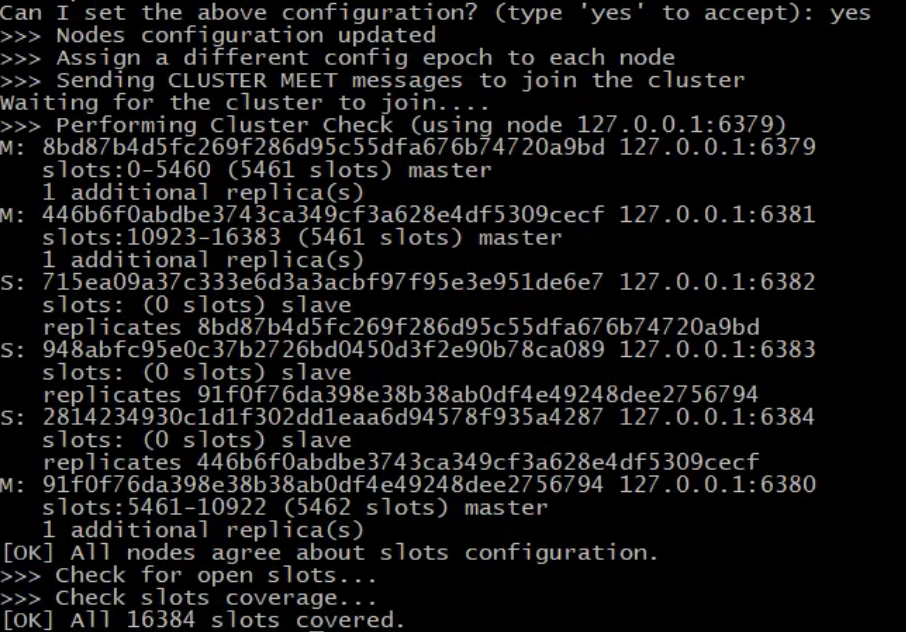 Can I set the above configuration? (type 'yes' to accept): yes
>>> Nodes configuration updated
>>> Assign a different config epoch to each node
>>> Sending CLUSTER MEET messages to join the cluster
Waiting for the cluster to join....
>>> Performing Cluster Check (using node 127.0.0.1:6379)
M: 8bd87b4d5fc269f286d95c55dfa676b74720a9bd 127.0.0.1:6379
   slots:0-5460 (5461 slots) master
   1 additional replica(s)
M: 446b6f0abdbe3743ca349cf3a628e4df5309cecf 127.0.0.1:6381
   slots:10923-16383 (5461 slots) master
   1 additional replica(s)
S: 715ea09a37c333e6d3a3acbf97f95e3e951de6e7 127.0.0.1:6382
   slots: (0 slots) slave
   replicates 8bd87b4d5fc269f286d95c55dfa676b74720a9bd
S: 948abfc95e0c37b2726bd0450d3f2e90b78ca089 127.0.0.1:6383
   slots: (0 slots) slave
   replicates 91f0f76da398e38b38ab0df4e49248dee2756794
S: 2814234930c1d1f302dd1eaa6d94578f935a4287 127.0.0.1:6384
   slots: (0 slots) slave
   replicates 446b6f0abdbe3743ca349cf3a628e4df5309cecf
M: 91f0f76da398e38b38ab0df4e49248dee2756794 127.0.0.1:6380
   slots:5461-10922 (5462 slots) master
   1 additional replica(s)
[OK] All nodes agree about slots configuration.
>>> Check for open slots...
>>> Check slots coverage...
[OK] All 16384 slots covered.